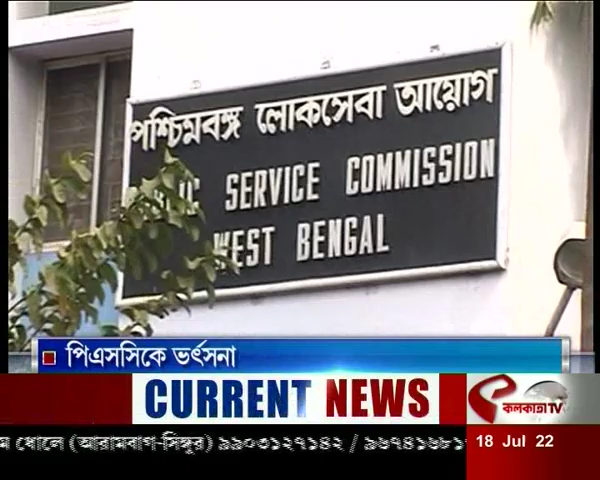 পশ্চিমবঙ্গ লোকসেবা আয়োগ
SERVICE COMMISSION
WEST BENGAL
পিএসসিকে ভর্ৎসনা
CURRENT NEWS
কলকাতা TV
ধোলে (আরামবাগ-সিঙ্গুর) ৯৯০৩১২৭১৪২ /
18 Jul 22